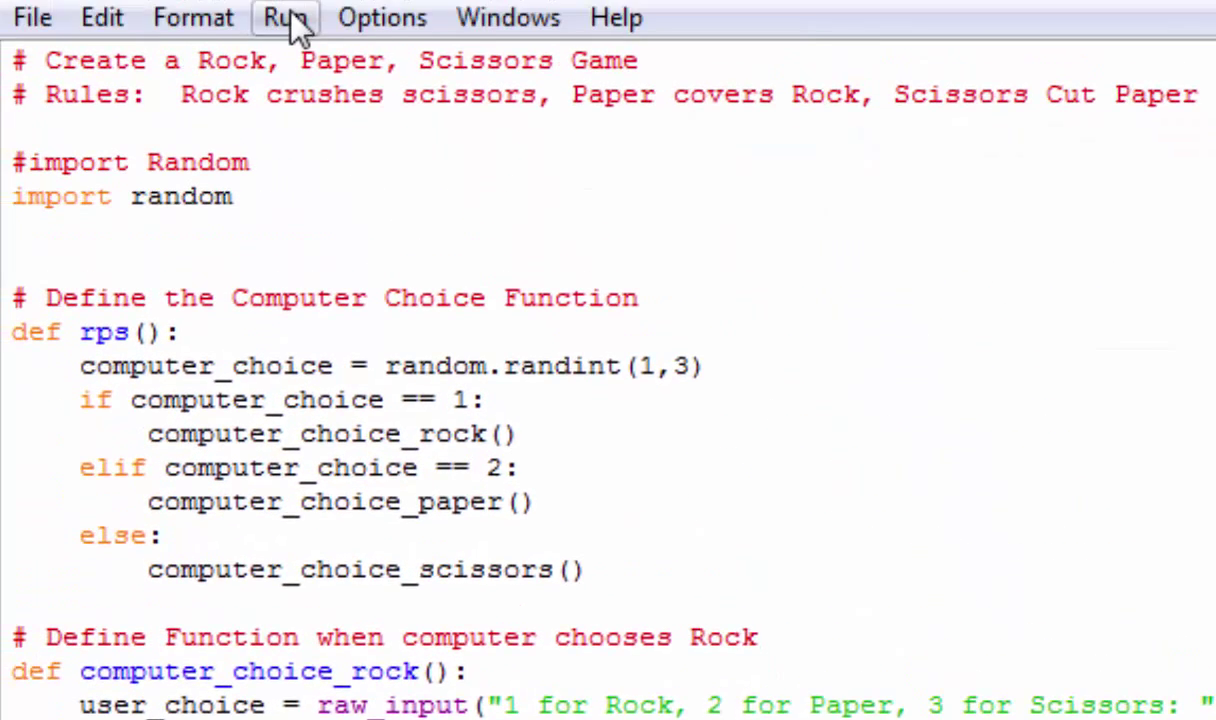 File Edit Format Run Options Windows Help
# Create a Rock, Paper, Scissors Game
# Rules:  Rock crushes scissors, Paper covers Rock, Scissors Cut Paper
#import Random
import random
# Define the Computer Choice Function
def rps():
    computer_choice = random.randint(1,3)
    if computer_choice == 1:
        computer_choice_rock()
    elif computer_choice == 2:
        computer_choice_paper()
    else:
        computer_choice_scissors()
# Define Function when computer chooses Rock
def computer_choice_rock():
    user_choice = raw_input("1 for Rock, 2 for Paper, 3 for Scissors: "